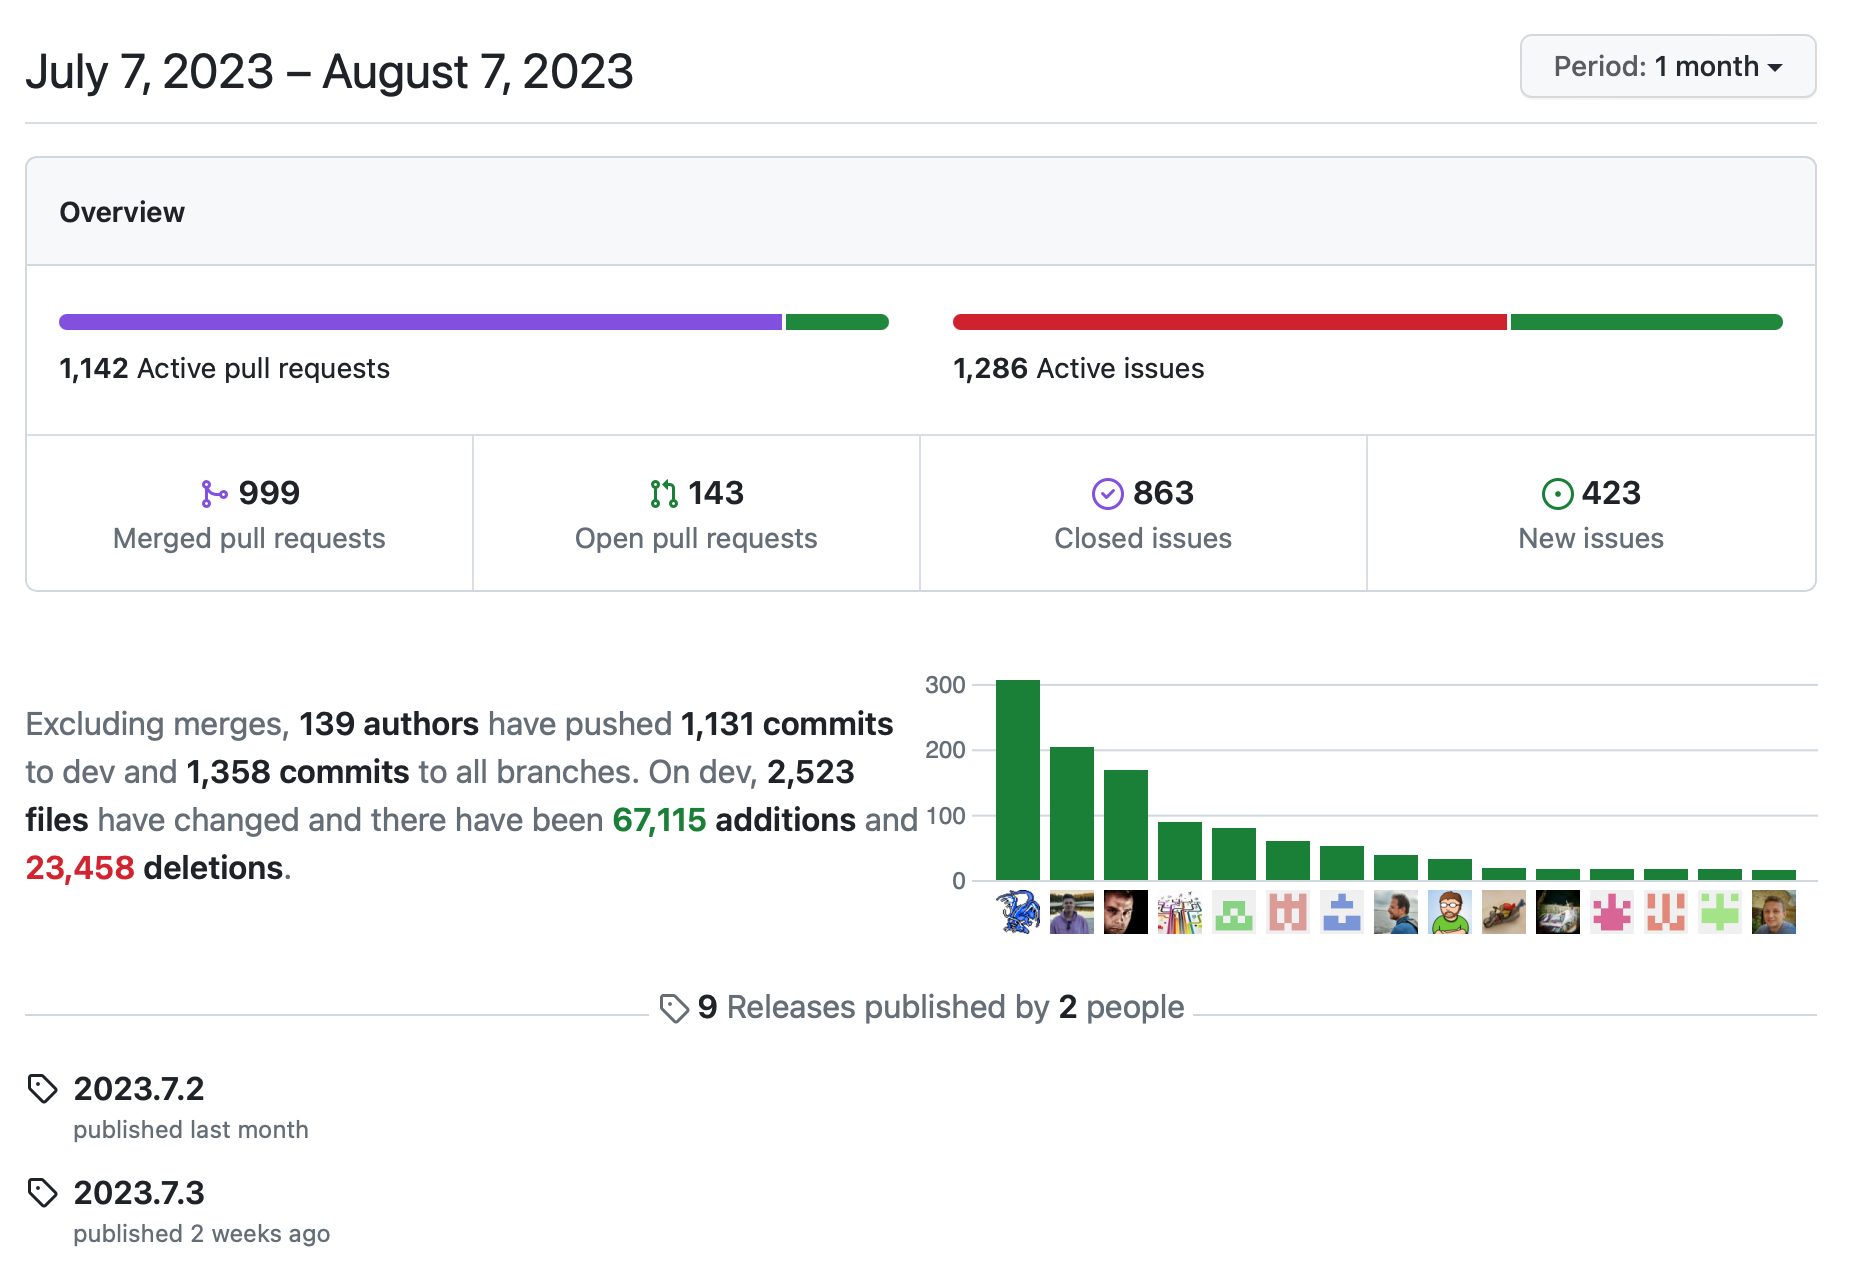 July 7, 2023 – August 7, 2023
Period: 1 month
Overview
1,142 Active pull requests
1,286 Active issues
999
Merged pull requests
143
Open pull requests
863
Closed issues
423
New issues
Excluding merges, 139 authors have pushed 1,131 commits
to dev and 1,358 commits to all branches. On dev, 2,523
files have changed and there have been 67,115 additions and
23,458 deletions.
300
200
100
0
9 Releases published by 2 people
2023.7.2
published last month
2023.7.3
published 2 weeks ago